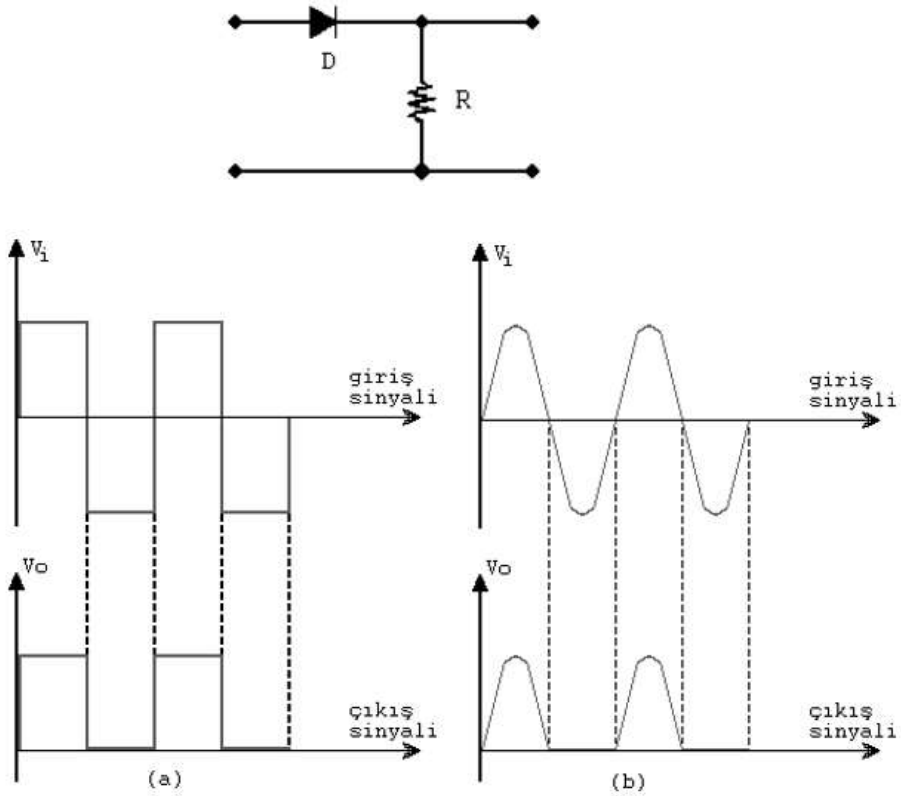 D
R
Vi
giriş
sinyali
Vo
çıkış
sinyali
(a)
Vi
giriş
sinyali
Vo
çıkış
sinyali
(b)